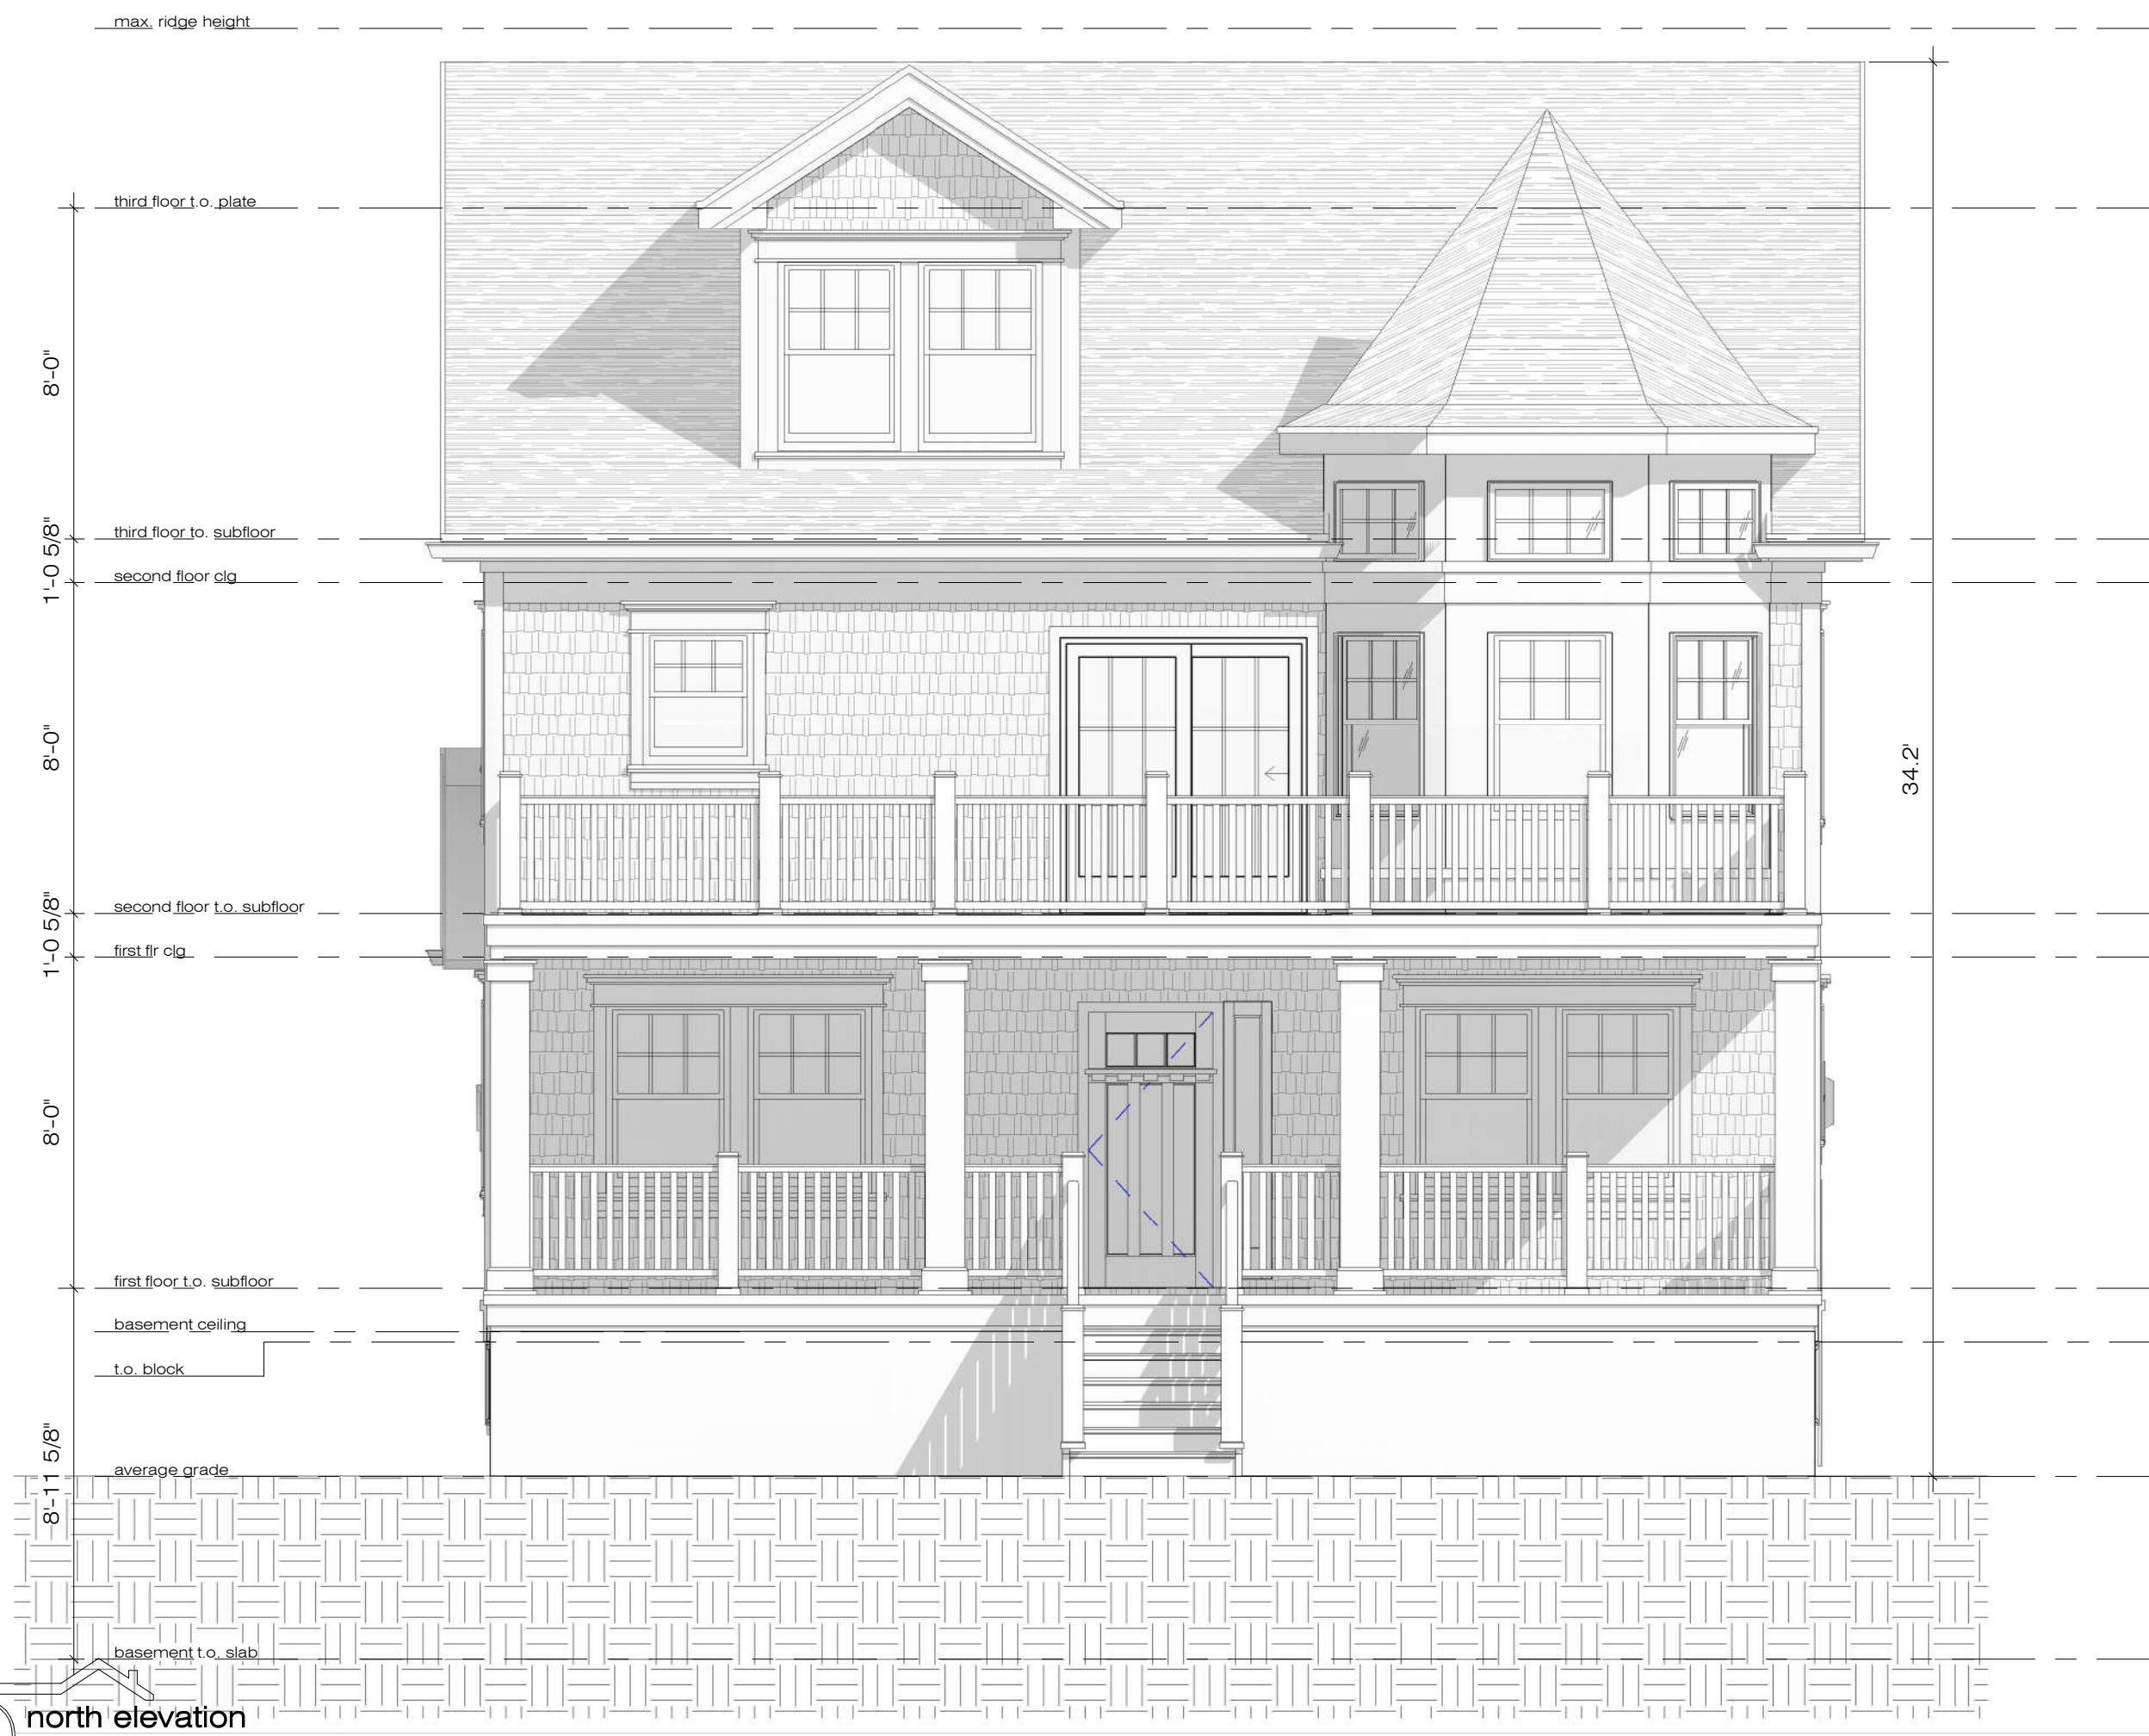 max. ridge height
third floor t.o. plate
8'-0"
third floor to. subfloor
1'-0 5/8"
second floor clg
8'-0"
34.2'
second floor t.o. subfloor
1'-0 5/8"
first flr clg
8'-0"
first floor t.o. subfloor
basement ceiling
t.o. block
8'-11 5/8"
average grade
basement t.o. slab
north elevation